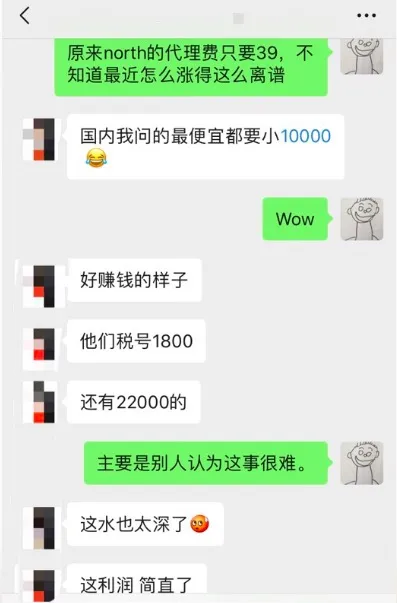 原来north的代理费只要39，不
知道最近怎么涨得这么离谱
国内我问的最便宜都要小10000
😂
Wow
好赚钱的样子
他们税号1800
还有22000的
主要是别人认为这事很难。
这水也太深了🥵
这利润 简直了